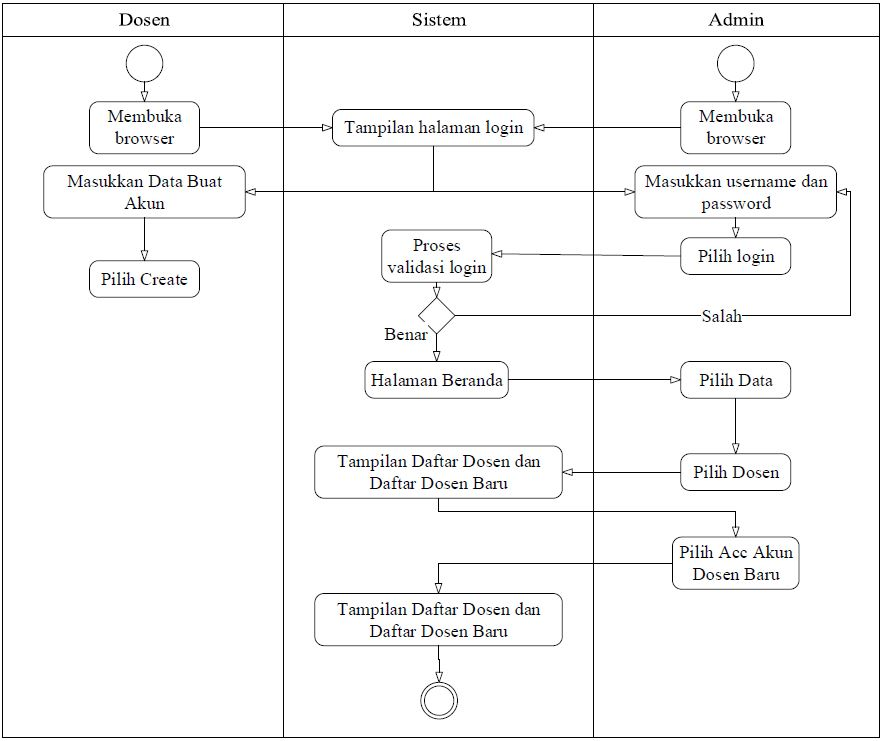 Dosen
Sistem
Admin
Membuka
browser
Tampilan halaman login
Membuka
browser
Masukkan Data Buat
Akun
Masukkan username dan
password
Proses
validasi login
Pilih login
Pilih Create
Salah
Benar
Halaman Beranda
Pilih Data
Tampilan Daftar Dosen dan
Daftar Dosen Baru
Pilih Dosen
Pilih Acc Akun
Dosen Baru
Tampilan Daftar Dosen dan
Daftar Dosen Baru